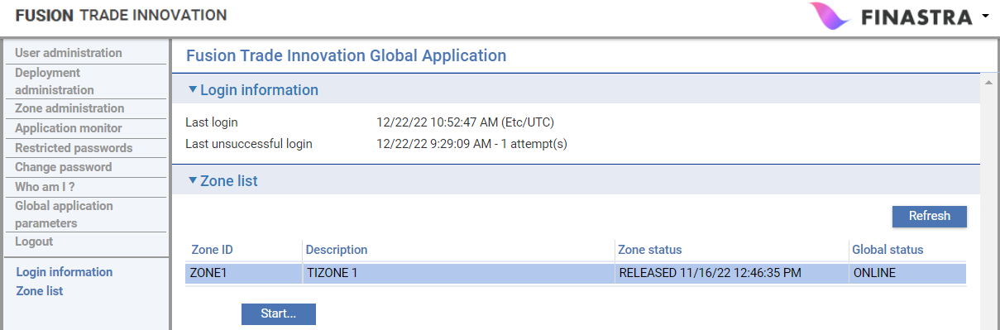 FUSION TRADE INNOVATION
FINASTRA
User administration
Deployment
administration
Zone administration
Application monitor
Restricted passwords
Change password
Who am I ?
Global application
parameters
Logout
Login information
Zone list
Fusion Trade Innovation Global Application
Login information
Last login 12/22/22 10:52:47 AM (Etc/UTC)
Last unsuccessful login 12/22/22 9:29:09 AM - 1 attempt(s)
Zone list
Refresh
Zone ID Description Zone status Global status
ZONE1 TIZONE 1 RELEASED 11/16/22 12:46:35 PM ONLINE
Start...